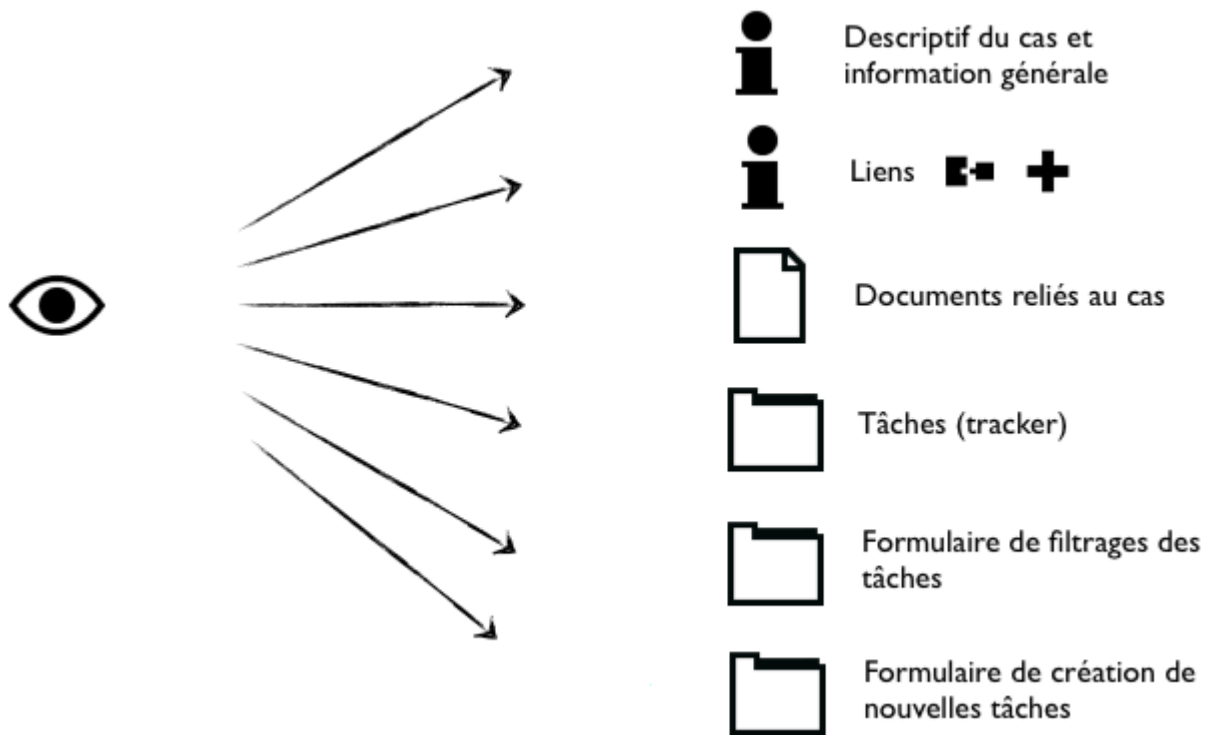 Descriptif du cas et
information générale
Liens
Documents reliés au cas
Tâches (tracker)
Formulaire de filtrages des
tâches
Formulaire de création de
nouvelles tâches